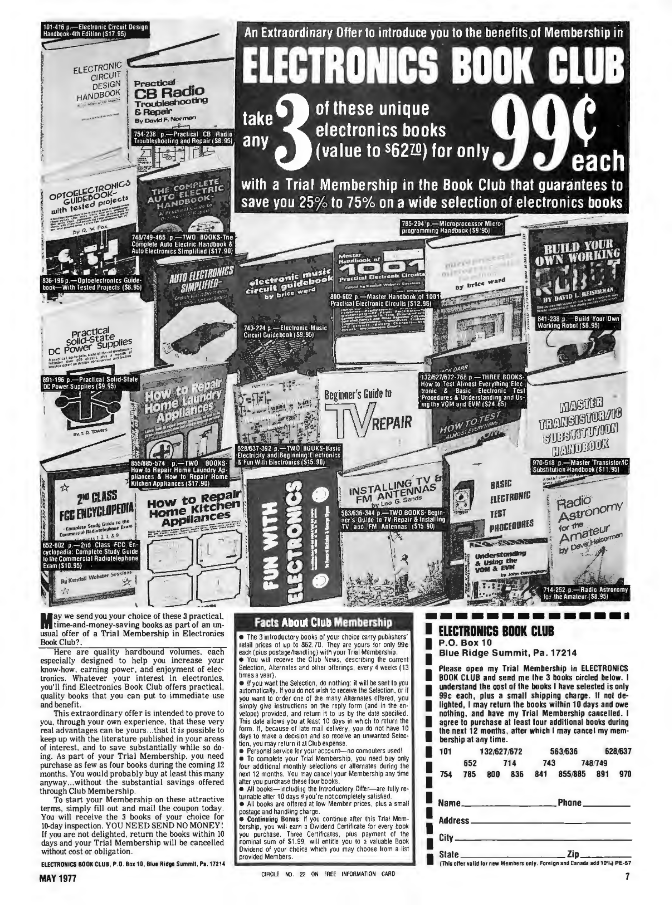 101-416 p.—Electronic Circuit Design
Handbook-4th Edition ($17.95)
ELECTRONIC
CIRCUIT
DESIGN
HANDBOOK
Practical
CB Radio
Troubleshooting
& Repair
By David F. Norman
754-238 p.—Practical CB Radio
Troubleshooting and Repair ($8.95)
An Extraordinary Offer to introduce you to the benefits of Membership in
ELECTRONICS BOOK CLUB
take
any
3
of these unique
electronics books
(value to $62.70) for only
99¢
each
with a Trial Membership in the Book Club that guarantees to
save you 25% to 75% on a wide selection of electronics books
OPTOELECTRONICS
GUIDEBOOK-
with tested projects
THE COMPLETE
AUTO ELECTRIC
HANDBOOK
748/749-466 p.—TWO BOOKS-The
Complete Auto Electric Handbook &
Auto Electronics Simplified ($17.90)
836-196 p.—Optoelectronics Guide-
book—With Tested Projects ($8.95)
AUTO ELECTRONICS
SIMPLIFIED
electronic music
circuit guidebook
by brice ward
743-224 p.—Electronic Music
Circuit Guidebook ($9.95)
Master
Handbook of
1001
Practical Electronic Circuits
800-602 p.—Master Handbook of 1001
Practical Electronic Circuits ($12.95)
785-294 p.—Microprocessor Micro-
programming Handbook ($9.95)
by brice ward
BUILD YOUR
OWN WORKING
ROBOT
BY DAVID L. HEISERMAN
841-238 p.—Build Your Own
Working Robot ($8.95)
Practical
Solid-State
DC Power Supplies
891-196 p.—Practical Solid-State
DC Power Supplies ($9.95)
How to Repair
Home Laundry
Appliances
855/885-574 p.—TWO BOOKS-
How to Repair Home Laundry Ap-
pliances & How to Repair Home
Kitchen Appliances ($17.90)
628/637-392 p.—TWO BOOKS-Basic
Electricity and Beginning Electronics
& Fun With Electronics ($15.90)
Beginner's Guide to
TV
REPAIR
132/627/672-768 p.—THREE BOOKS-
How to Test Almost Everything Elec-
tronic & Basic Electronic Test
Procedures & Understanding and Us-
ing the VOM and EVM ($24.85)
HOW TO TEST
MASTER
TRANSISTOR/IC
SUBSTITUTION
HANDBOOK
970-518 p.—Master Transistor/IC
Substitution Handbook ($11.95)
2nd CLASS
FCC ENCYCLOPEDIA
652-602 p.—2nd Class FCC En-
cyclopedia: Complete Study Guide
to the Commercial Radiotelephone
Exam ($10.95)
How to Repair
Home Kitchen
Appliances
FUN WITH
ELECTRONICS
INSTALLING TV &
FM ANTENNAS
By Leo G. Sands
563/636-344 p.—TWO BOOKS-Begin-
ner's Guide to TV Repair & Installing
TV and FM Antennas ($15.90)
BASIC
ELECTRONIC
TEST
PROCEDURES
Understanding
& Using the
VOM & EVM
Radio
Astronomy
for the
Amateur
by Dave Heiserman
714-252 p.—Radio Astronomy
for the Amateur ($8.95)
May we send you your choice of these 3 practical,
time-and-money-saving books as part of an un-
usual offer of a Trial Membership in Electronics
Book Club?
Here are quality hardbound volumes, each
especially designed to help you increase your
know-how, earning power, and enjoyment of elec-
tronics. Whatever your interest in electronics,
you'll find Electronics Book Club offers practical,
quality books that you can put to immediate use
and benefit.
This extraordinary offer is intended to prove to
you, through your own experience, that these very
real advantages can be yours...that it is possible to
keep up with the literature published in your areas
of interest, and to save substantially while so do-
ing. As part of your Trial Membership, you need
purchase as few as four books during the coming 12
months. You would probably buy at least this many
anyway...without the substantial savings offered
through Club Membership.
To start your Membership on these attractive
terms, simply fill out and mail the coupon today.
You will receive the 3 books of your choice for
10-day inspection. YOU NEED SEND NO MONEY!
If you are not delighted, return the books within 10
days and your Trial Membership will be cancelled
without cost or obligation.
ELECTRONICS BOOK CLUB, P.O. Box 10, Blue Ridge Summit, Pa. 17214
Facts About Club Membership
● The 3 introductory books of your choice carry publishers'
retail prices of up to $62.70. They are yours for only 99¢
each (plus postage/handling) with your Trial Membership.
● You will receive the Club News, describing the current
Selection, Alternates and other offerings, every 4 weeks (13
times a year).
● If you want the Selection, do nothing; it will be sent to you
automatically. If you do not wish to receive the Selection, or if
you want to order one of the many Alternates offered, you
simply give instructions on the reply form (and in the en-
velope) provided, and return it to us by the date specified.
This date allows you at least 10 days in which to return the
form. If, because of late mail delivery, you do not have 10
days to make a decision and so receive an unwanted Selec-
tion, you may return it at Club expense.
● Personal service for your account—no computers used!
● To complete your Trial Membership, you need buy only
four additional monthly selections or alternates during the
next 12 months. You may cancel your Membership any time
after you purchase these four books.
● All books—including the Introductory Offer—are fully re-
turnable after 10 days if you're not completely satisfied.
● All books are offered at low Member prices, plus a small
postage and handling charge.
● Continuing Bonus: If you continue after this Trial Mem-
bership, you will earn a Dividend Certificate for every book
you purchase. Three Certificates, plus payment of the
nominal sum of $1.99, will entitle you to a valuable Book
Dividend of your choice which you may choose from a list
provided Members.
ELECTRONICS BOOK CLUB
P.O. Box 10
Blue Ridge Summit, Pa. 17214
Please open my Trial Membership in ELECTRONICS
BOOK CLUB and send me the 3 books circled below. I
understand the cost of the books I have selected is only
99¢ each, plus a small shipping charge. If not de-
lighted, I may return the books within 10 days and owe
nothing, and have my Trial Membership cancelled. I
agree to purchase at least four additional books during
the next 12 months, after which I may cancel my mem-
bership at any time.
101 132/627/672 563/636 628/637
652 714 743 748/749
754 785 800 836 841 855/885 891 970
Name Phone
Address
City
State Zip
(This offer valid for new Members only. Foreign and Canada add 10%) PE-57
MAY 1977
CIRCLE NO. 22 ON FREE INFORMATION CARD
7